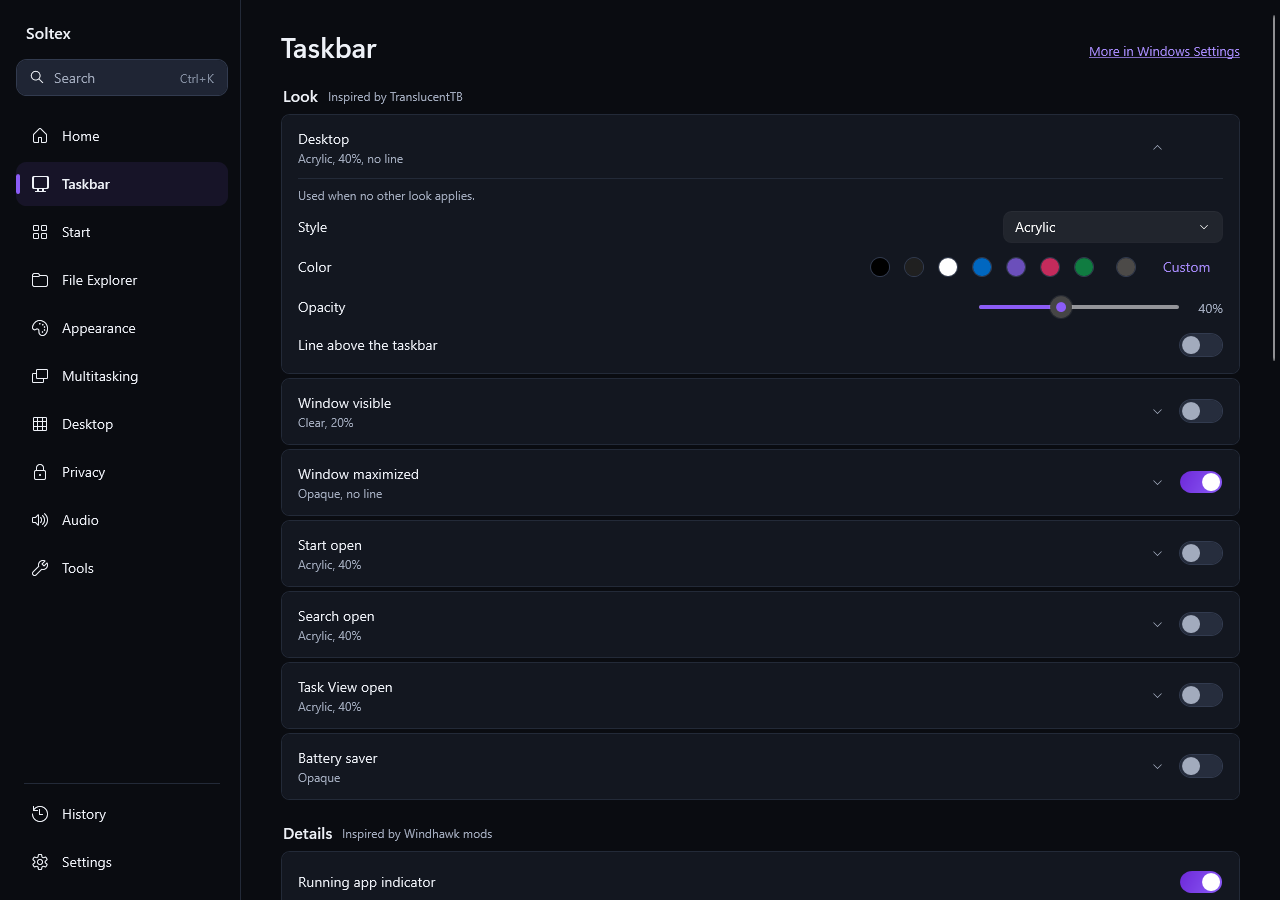 Soltex
Search Ctrl+K
Home
Taskbar
Start
File Explorer
Appearance
Multitasking
Desktop
Privacy
Audio
Tools
History
Settings
Taskbar
More in Windows Settings
Look Inspired by TranslucentTB
Desktop
Acrylic, 40%, no line
Used when no other look applies.
Style Acrylic
Color Custom
Opacity 40%
Line above the taskbar
Window visible
Clear, 20%
Window maximized
Opaque, no line
Start open
Acrylic, 40%
Search open
Acrylic, 40%
Task View open
Acrylic, 40%
Battery saver
Opaque
Details Inspired by Windhawk mods
Running app indicator